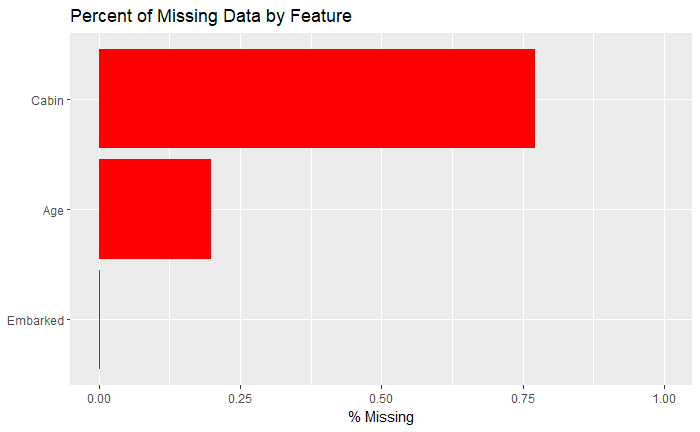 Percent of Missing Data by Feature
Cabin
Age
Embarked
0.00 0.25 0.50 0.75 1.00
% Missing